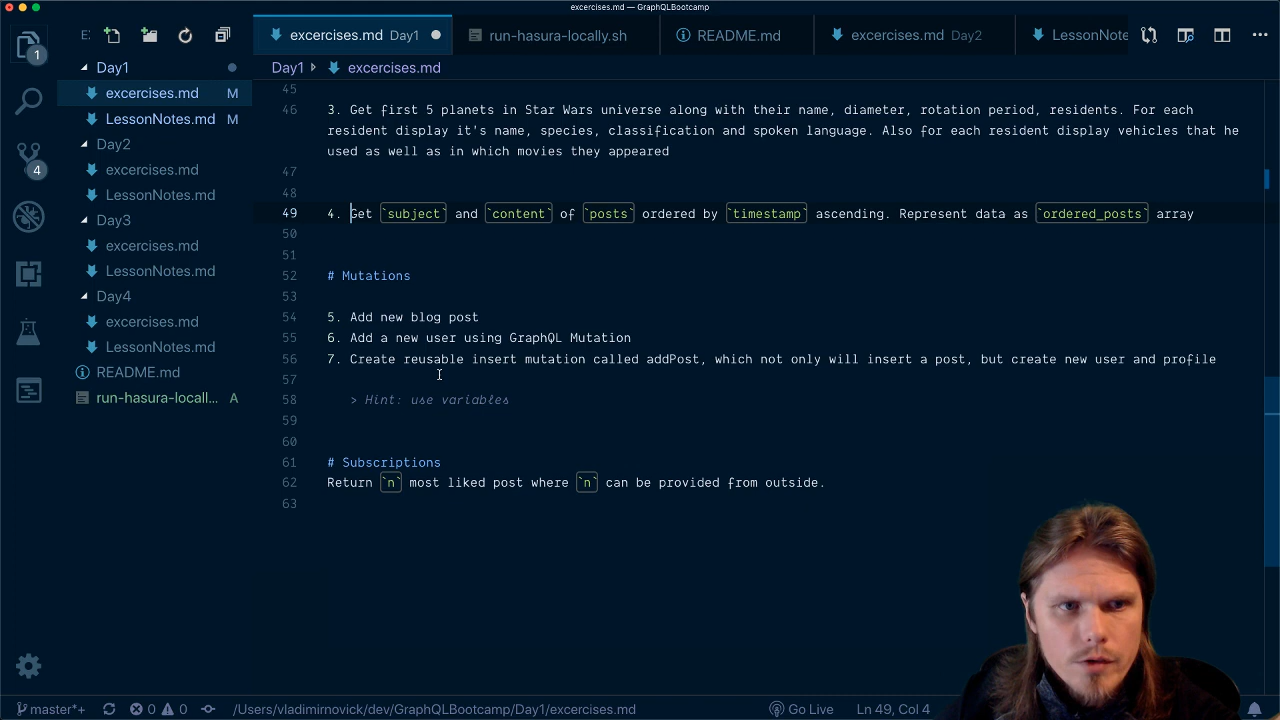 excercises.md — GraphQLBootcamp
1
4
Day1
excercises.md M
LessonNotes.md M
Day2
excercises.md
LessonNotes.md
Day3
excercises.md
LessonNotes.md
Day4
excercises.md
LessonNotes.md
README.md
run-hasura-locall... A
excercises.md Day1
run-hasura-locally.sh
README.md
excercises.md Day2
LessonNote
Day1 excercises.md
45
46 3. Get first 5 planets in Star Wars universe along with their name, diameter, rotation period, residents. For each
resident display it's name, species, classification and spoken language. Also for each resident display vehicles that he
used as well as in which movies they appeared
47
48
49 4. Get `subject` and `content` of `posts` ordered by `timestamp` ascending. Represent data as `ordered_posts` array
50
51
52 # Mutations
53
54 5. Add new blog post
55 6. Add a new user using GraphQL Mutation
56 7. Create reusable insert mutation called addPost, which not only will insert a post, but create new user and profile
57
58 > Hint: use variables
59
60
61 # Subscriptions
62 Return `n` most liked post where `n` can be provided from outside.
63
master*+ 0 0 /Users/vladimirnovick/dev/GraphQLBootcamp/Day1/excercises.md Go Live Ln 49, Col 4